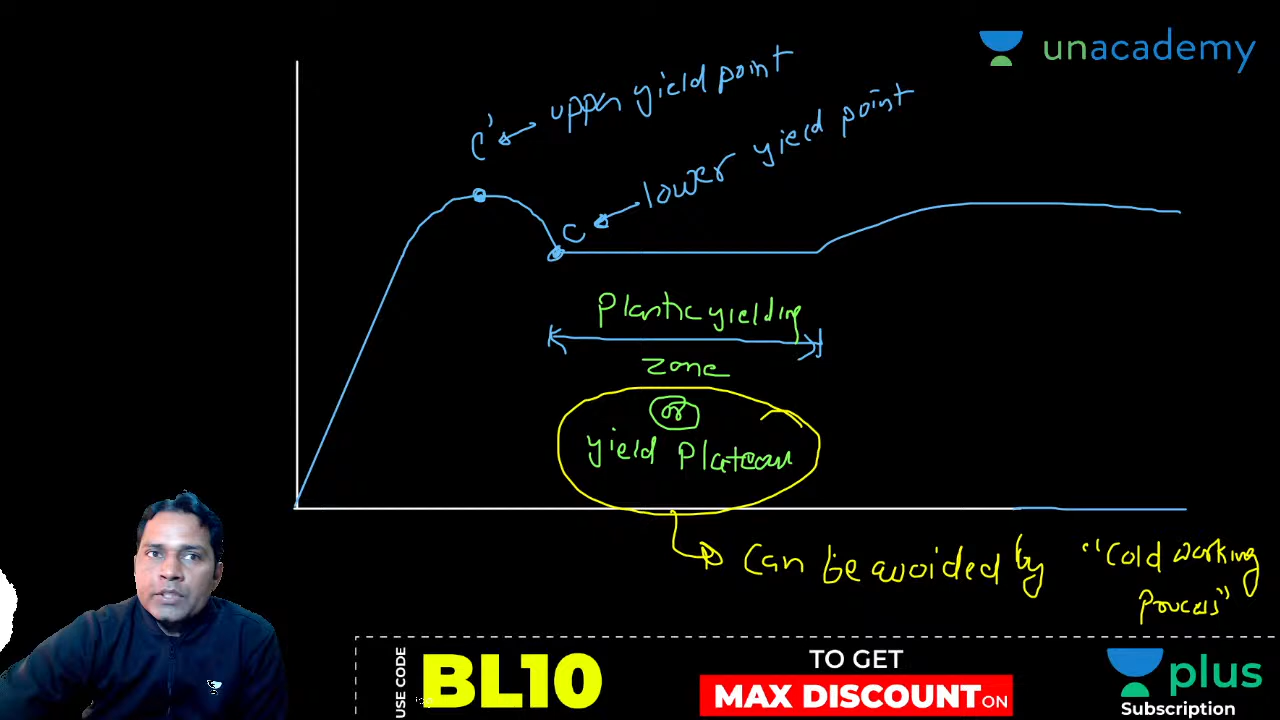 unacademy
C' upper yield point
C lower yield point
Plastic yielding
zone
or
yield Plateau
Can be avoided by "Cold working
Process"
USE CODE
BL10
TO GET
MAX DISCOUNT ON
plus
Subscription